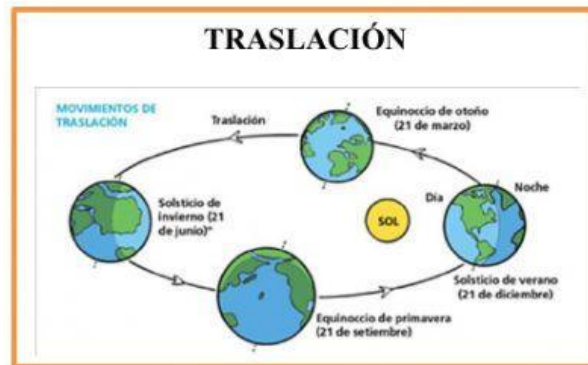 TRASLACIÓN
MOVIMIENTOS DE
TRASLACIÓN
Traslación
Equinoccio de otoño
(21 de marzo)
Solsticio de
invierno (21
de junio)*
SOL
Día
Noche
Solsticio de verano
(21 de diciembre)
Equinoccio de primavera
(21 de setiembre)